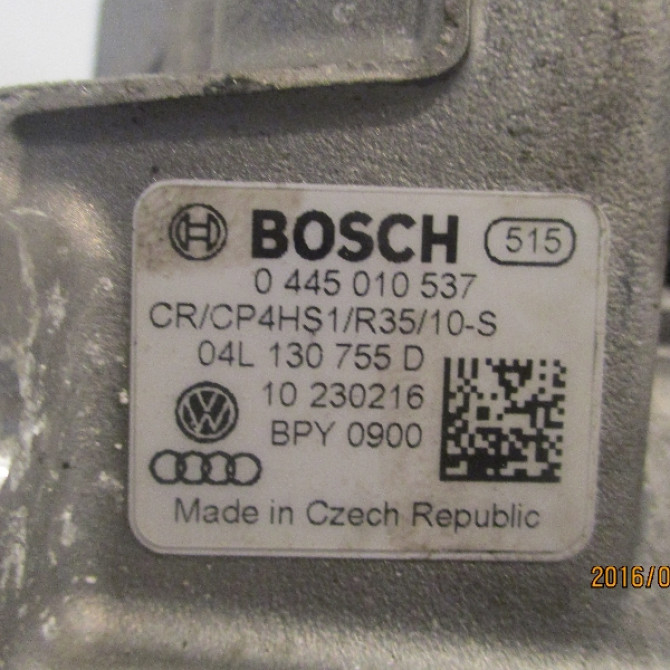 BOSCH 515
0 445 010 537
CR/CP4HS1/R35/10-S
04L 130 755 D
10 230216
BPY 0900
Made in Czech Republic
2016/0